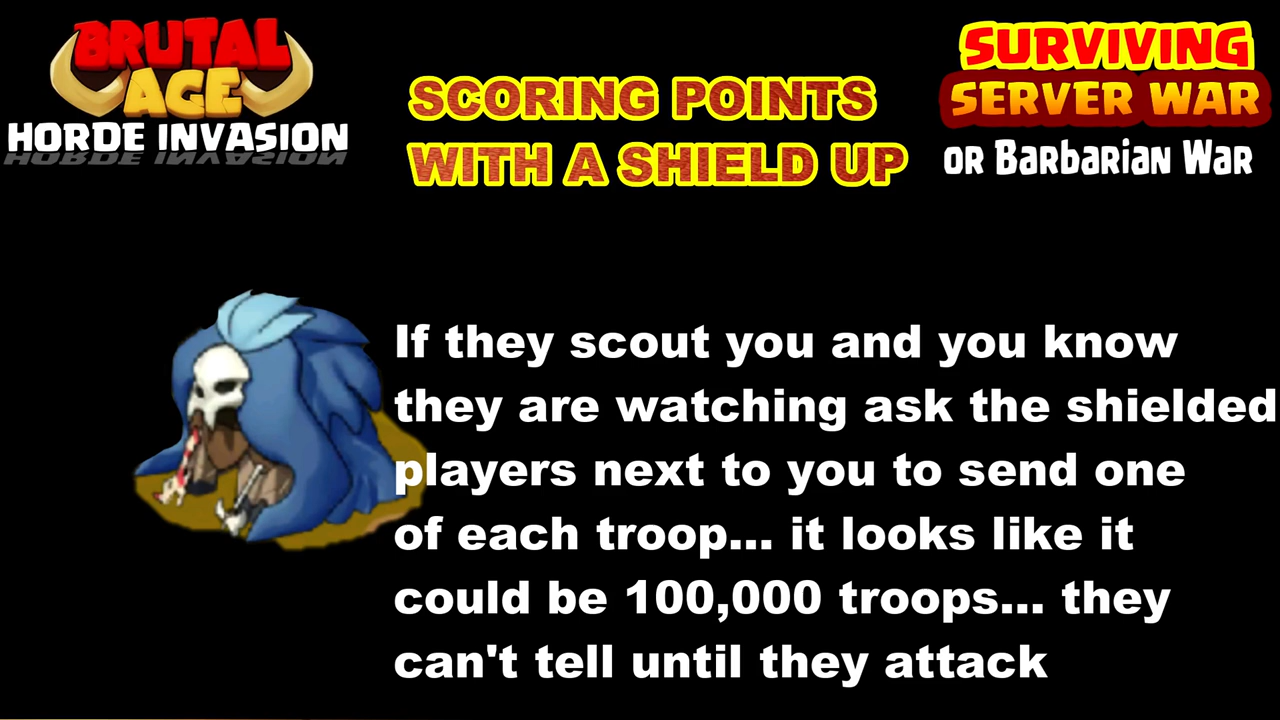 BRUTAL
AGE
HORDE INVASION
SCORING POINTS
WITH A SHIELD UP
SURVIVING
SERVER WAR
OR Barbarian War
If they scout you and you know
they are watching ask the shielded
players next to you to send one
of each troop... it looks like it
could be 100,000 troops... they
can't tell until they attack